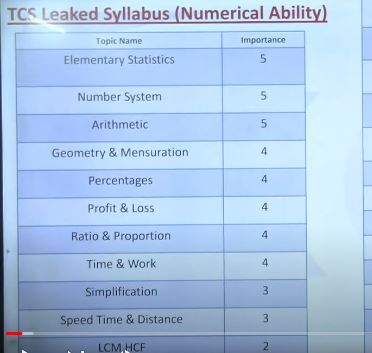 TCS Leaked Syllabus (Numerical Ability)
Topic Name Importance
Elementary Statistics 5
Number System 5
Arithmetic 5
Geometry & Mensuration 4
Percentages 4
Profit & Loss 4
Ratio & Proportion 4
Time & Work 4
Simplification 3
Speed Time & Distance 3
LCM,HCF 2